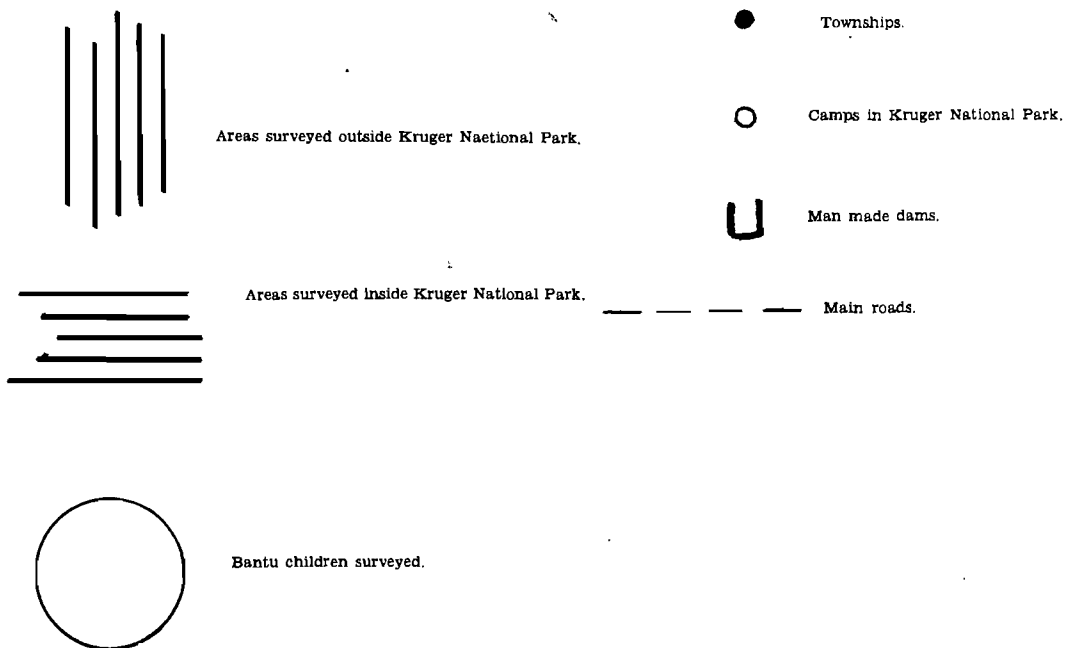 Townships.
Camps in Kruger National Park.
Areas surveyed outside Kruger Naetional Park.
Man made dams.
Areas surveyed inside Kruger National Park.
Main roads.
Bantu children surveyed.